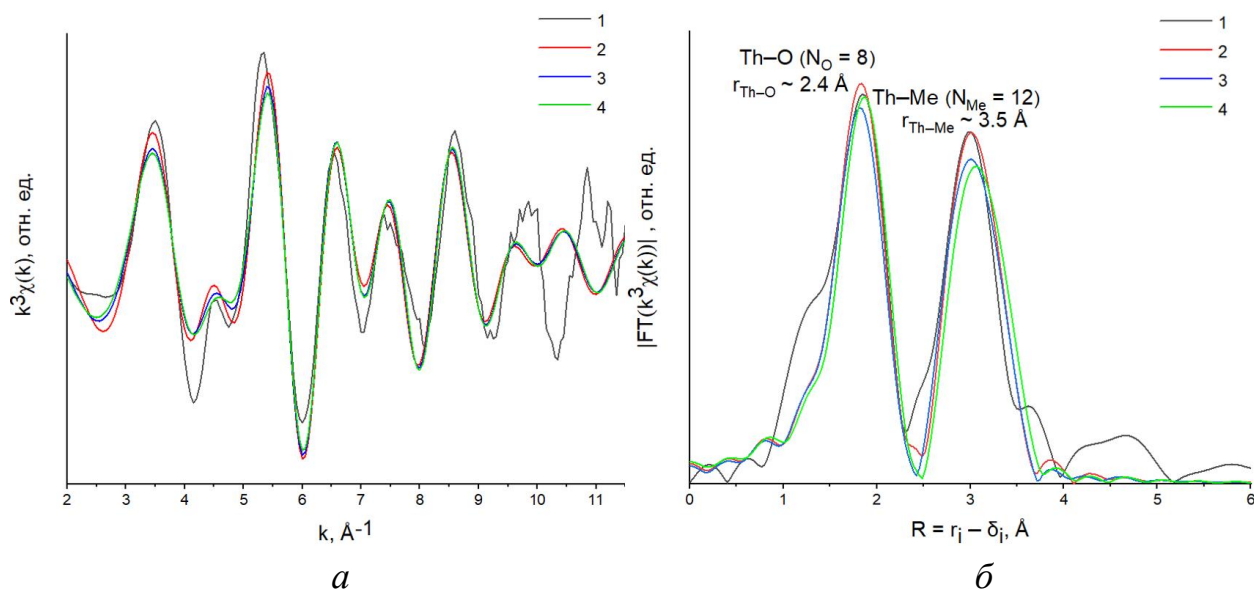 1
2
3
4
k³χ(k), отн. ед.
2 3 4 5 6 7 8 9 10 11
k, Å⁻¹
а
1
2
3
4
Th–O (N_O = 8)
r_Th–O ~ 2.4 Å
Th–Me (N_Me = 12)
r_Th–Me ~ 3.5 Å
|FT(k³χ(k))| , отн. ед.
0 1 2 3 4 5 6
R = r_i – δ_i, Å
б